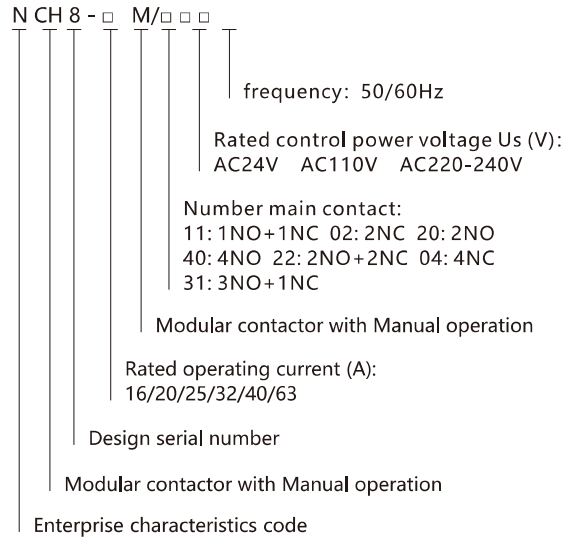 N CH 8 - □ M/□ □ □
frequency: 50/60Hz
Rated control power voltage Us (V):
AC24V AC110V AC220-240V
Number main contact:
11: 1NO+1NC 02: 2NC 20: 2NO
40: 4NO 22: 2NO+2NC 04: 4NC
31: 3NO+1NC
Modular contactor with Manual operation
Rated operating current (A):
16/20/25/32/40/63
Design serial number
Modular contactor with Manual operation
Enterprise characteristics code